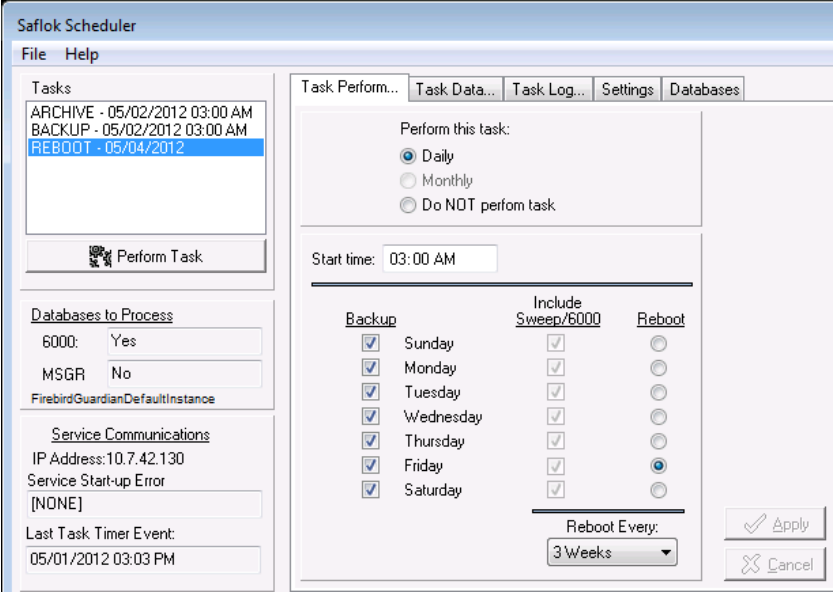 Saflok Scheduler
File Help
Tasks
ARCHIVE - 05/02/2012 03:00 AM
BACKUP - 05/02/2012 03:00 AM
REBOOT - 05/04/2012
Perform Task
Databases to Process
6000: Yes
MSGR No
FirebirdGuardianDefaultInstance
Service Communications
IP Address:10.7.42.130
Service Start-up Error
[NONE]
Last Task Timer Event:
05/01/2012 03:03 PM
Task Perform... Task Data... Task Log... Settings Databases
Perform this task:
Daily
Monthly
Do NOT perfom task
Start time: 03:00 AM
Include
Backup Sweep/6000 Reboot
Sunday
Monday
Tuesday
Wednesday
Thursday
Friday
Saturday
Reboot Every:
3 Weeks
Apply
Cancel